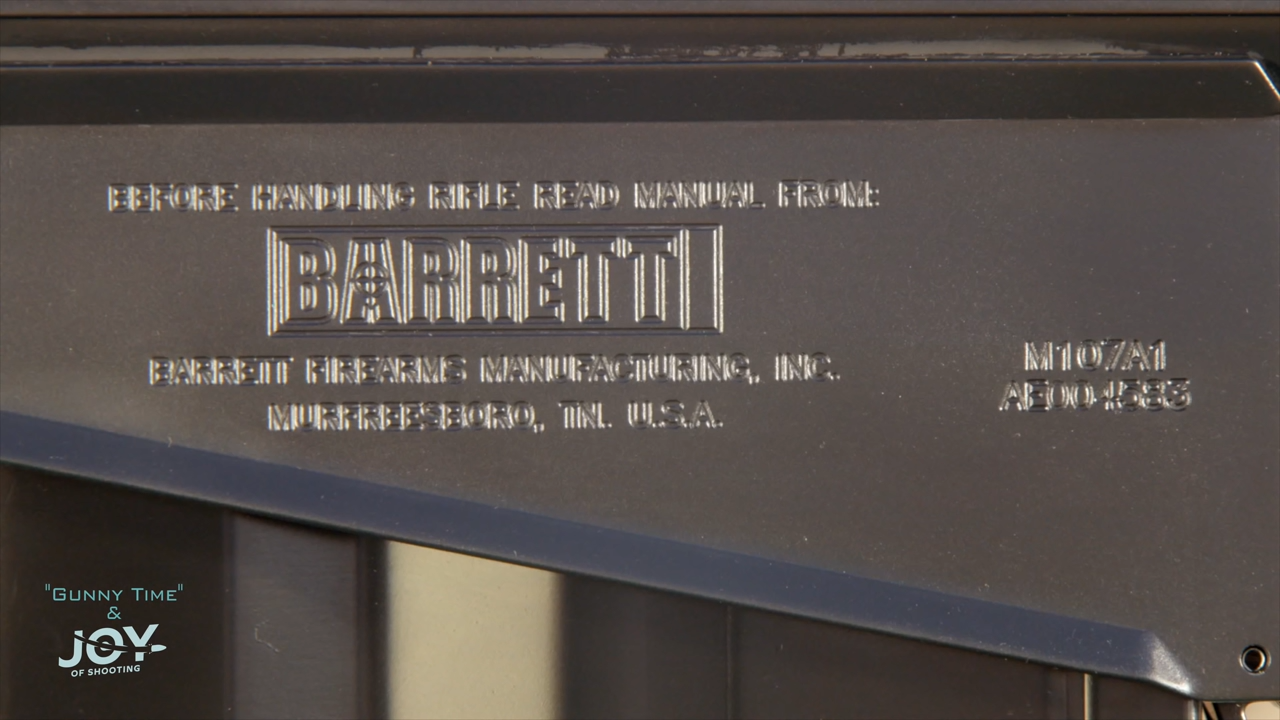 BEFORE HANDLING RIFLE READ MANUAL FROM:
BARRETT
BARRETT FIREARMS MANUFACTURING, INC.
MURFREESBORO, TN. U.S.A.
M107A1
AE004583
"GUNNY TIME"
&
JOY
OF SHOOTING